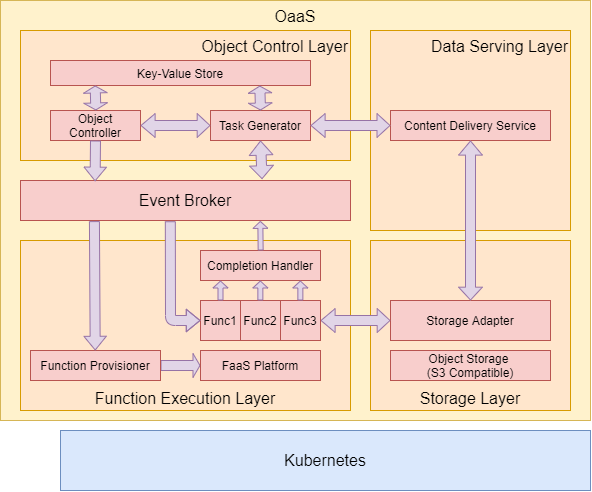 OaaS
Object Control Layer
Data Serving Layer
Key-Value Store
Object
Controller
Task Generator
Content Delivery Service
Event Broker
Completion Handler
Func1
Func2
Func3
Storage Adapter
Function Provisioner
FaaS Platform
Object Storage
(S3 Compatible)
Function Execution Layer
Storage Layer
Kubernetes